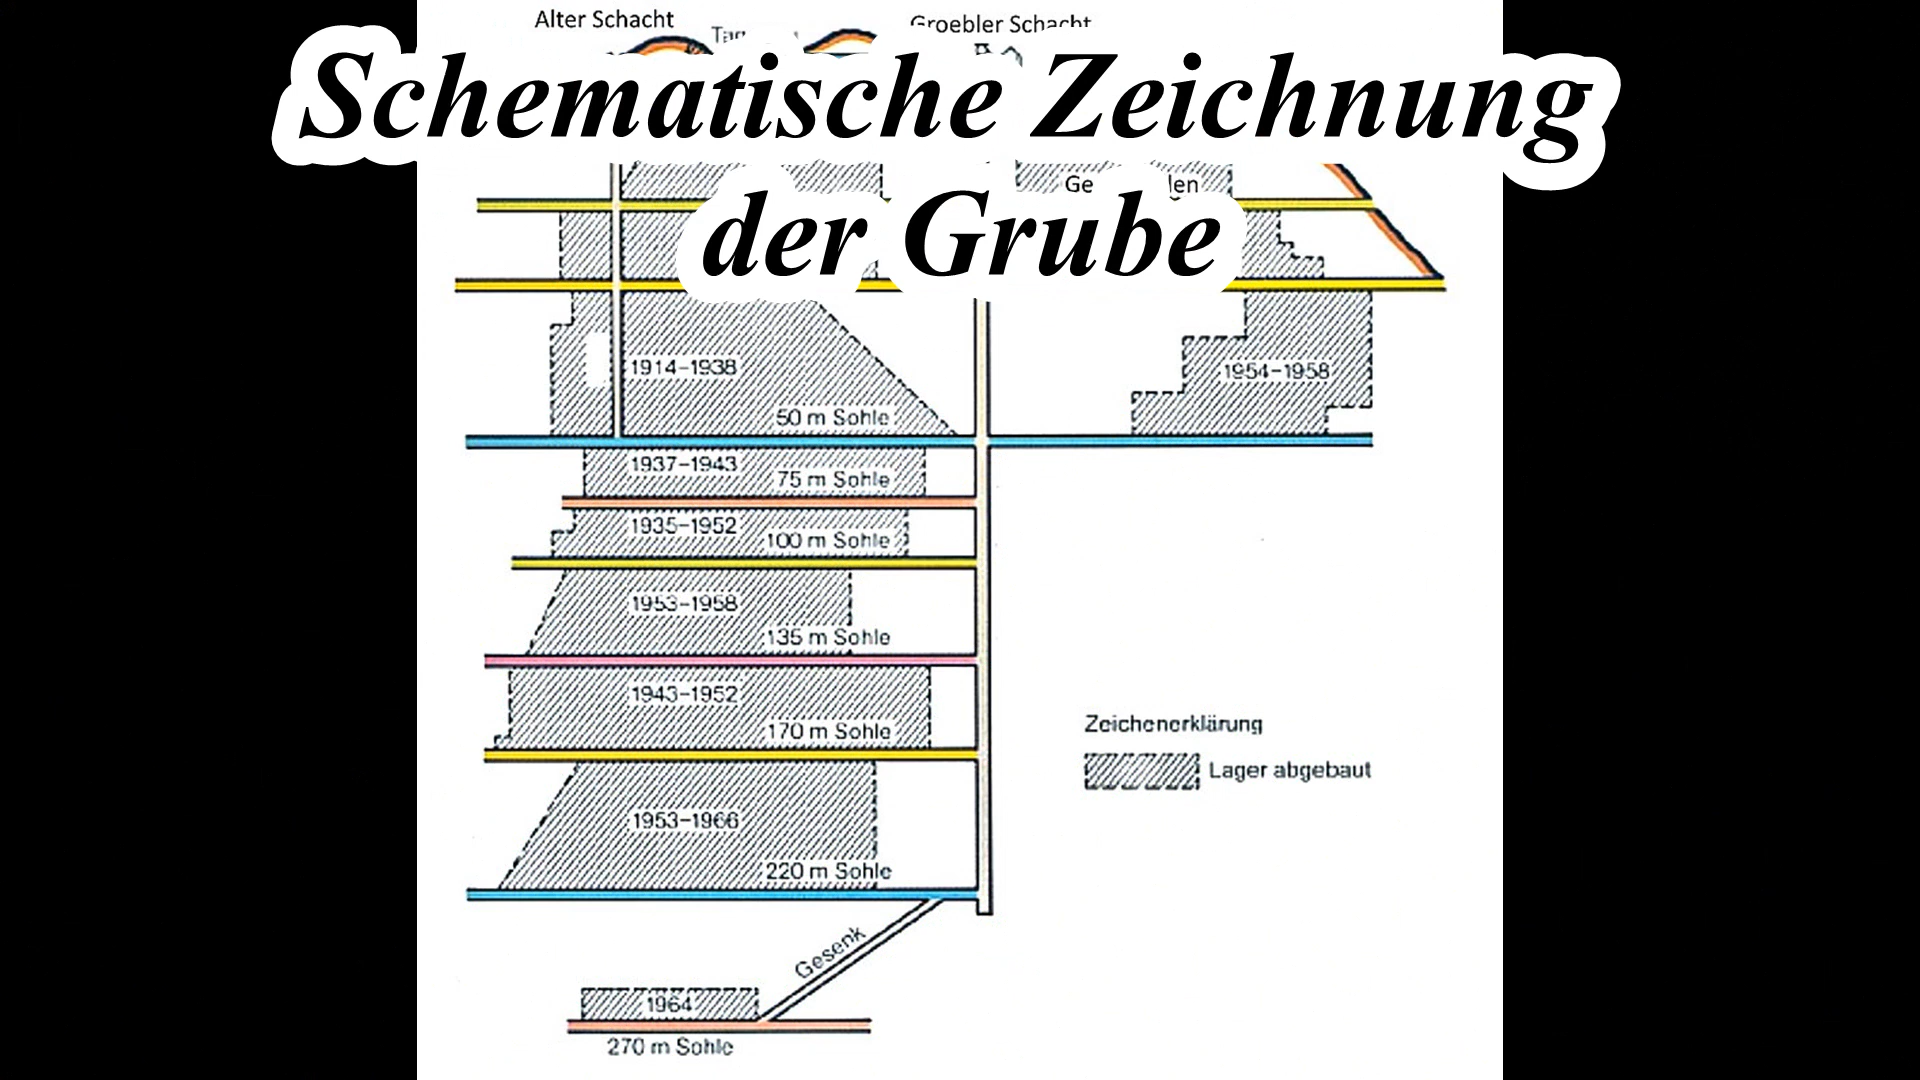 Alter Schacht
Groebler Schacht
Schematische Zeichnung
der Grube
1914-1938
1954-1958
50 m Sohle
1937-1943
75 m Sohle
1935-1952
100 m Sohle
1953-1958
135 m Sohle
1943-1952
170 m Sohle
Zeichenerklärung
Lager abgebaut
1953-1966
220 m Sohle
Gesenk
1964
270 m Sohle